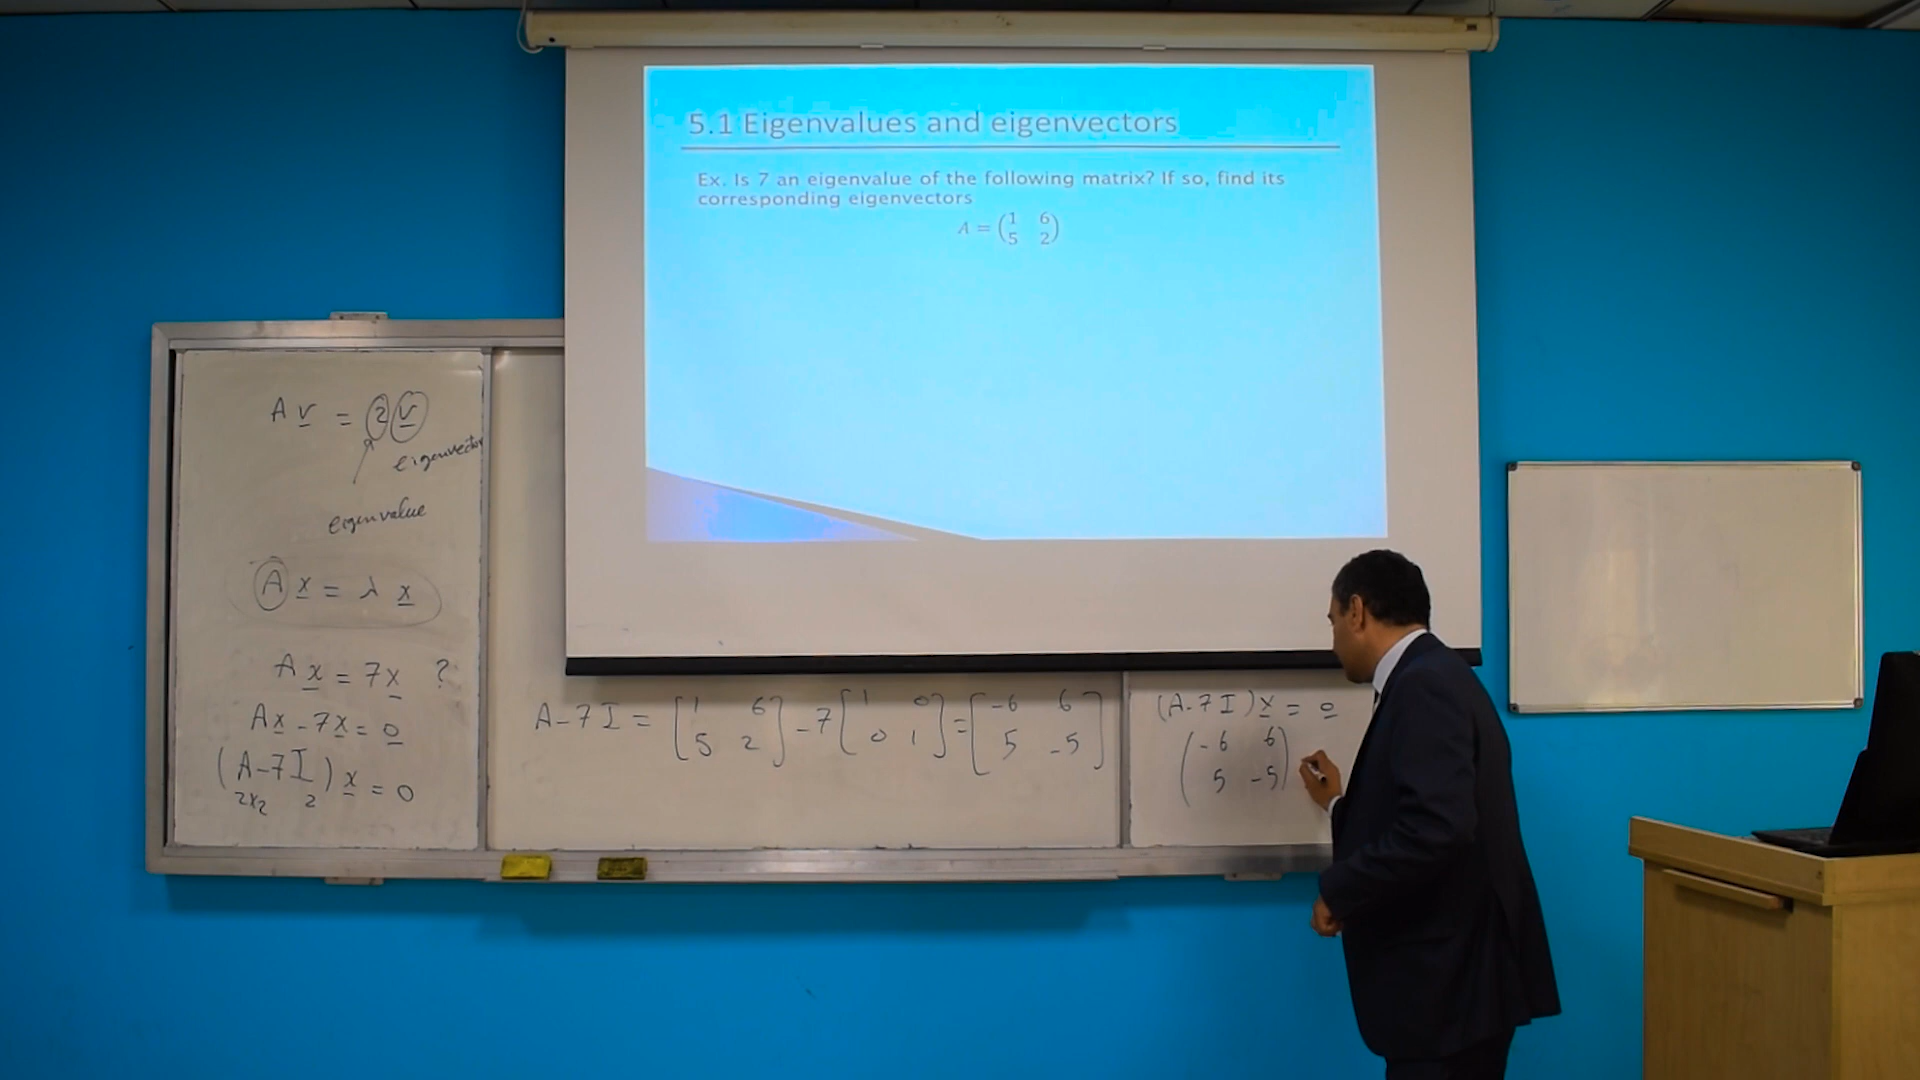 5.1 Eigenvalues and eigenvectors
Ex. Is 7 an eigenvalue of the following matrix? If so, find its
corresponding eigenvectors
A = (1 6
5 2)
A v = 2 v
eigenvector
eigenvalue
A x = λ x
A x = 7x ?
Ax - 7x = 0
(A-7I) x = 0
2x2 2
A-7I = [1 6
5 2] - 7 [1 0
0 1] = [-6 6
5 -5]
(A-7I) x = 0
(-6 6
5 -5)